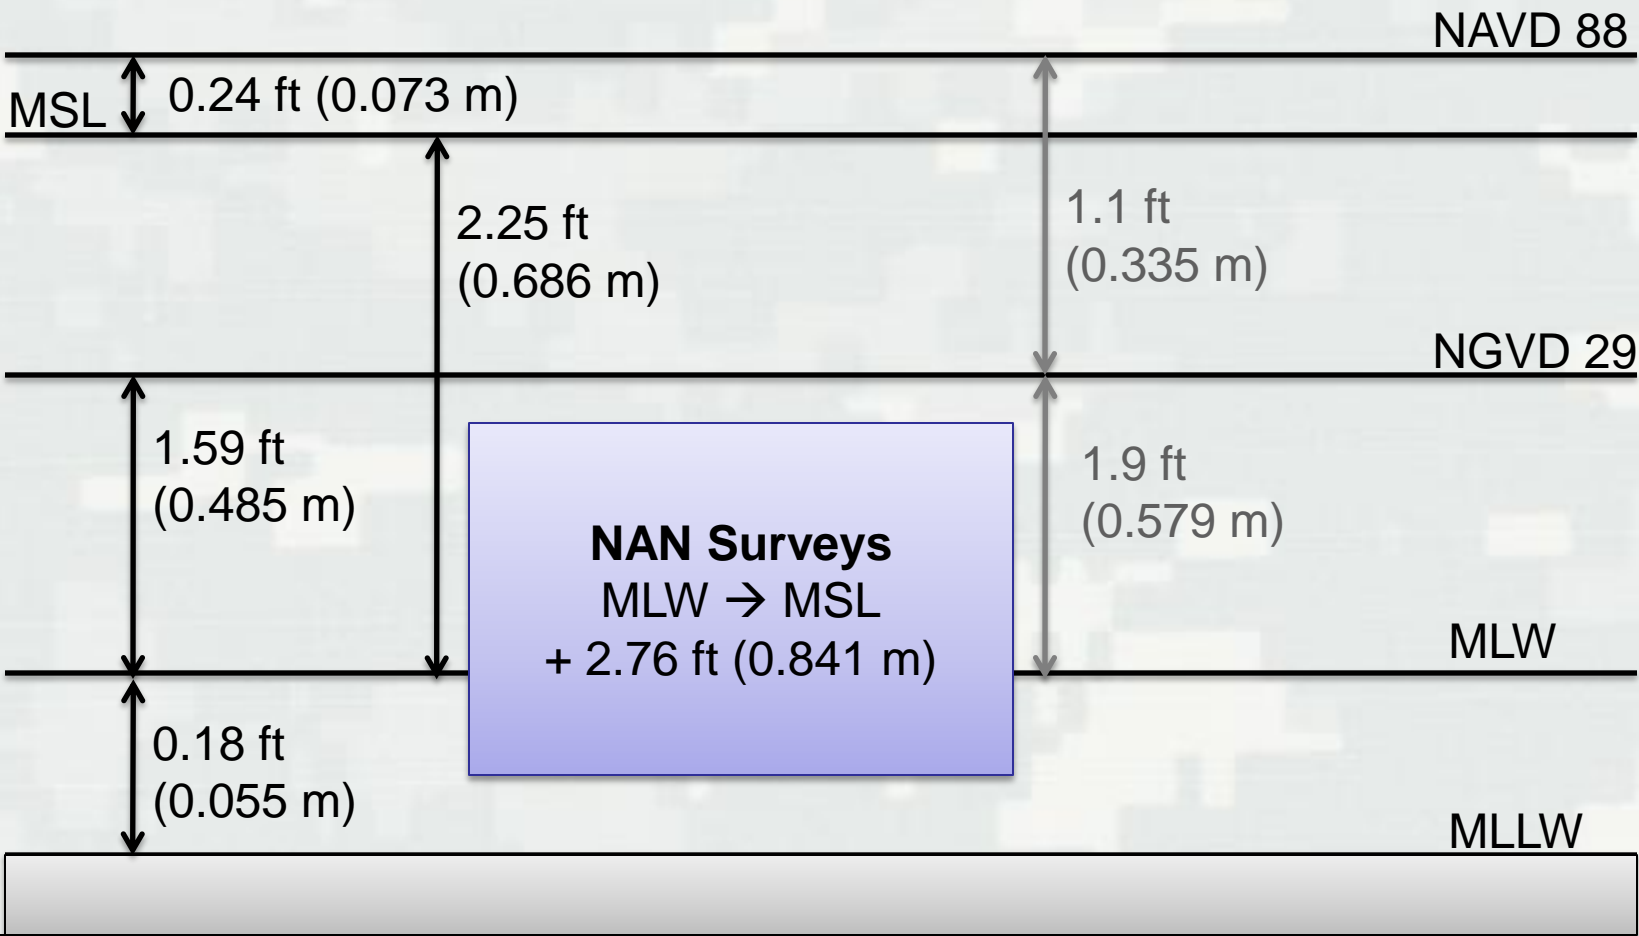 NAVD 88
0.24 ft (0.073 m)
MSL
2.25 ft
(0.686 m)
1.1 ft
(0.335 m)
NGVD 29
1.59 ft
(0.485 m)
1.9 ft
(0.579 m)
NAN Surveys
MLW → MSL
+ 2.76 ft (0.841 m)
MLW
0.18 ft
(0.055 m)
MLLW